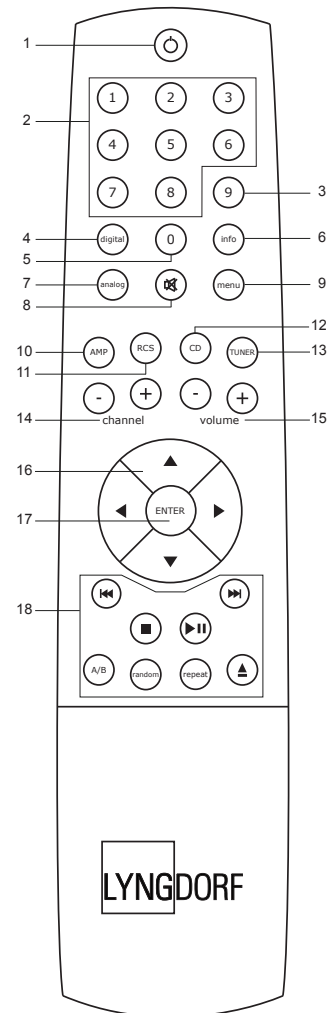 1
2
1 2 3
4 5 6
7 8 9
3
4
digital 0 info
5
6
7
analog menu
8
9
12
10
AMP RCS CD TUNER
13
11
- + - +
14
channel volume
15
16
17
ENTER
18
A/B random repeat
LYNGDORF